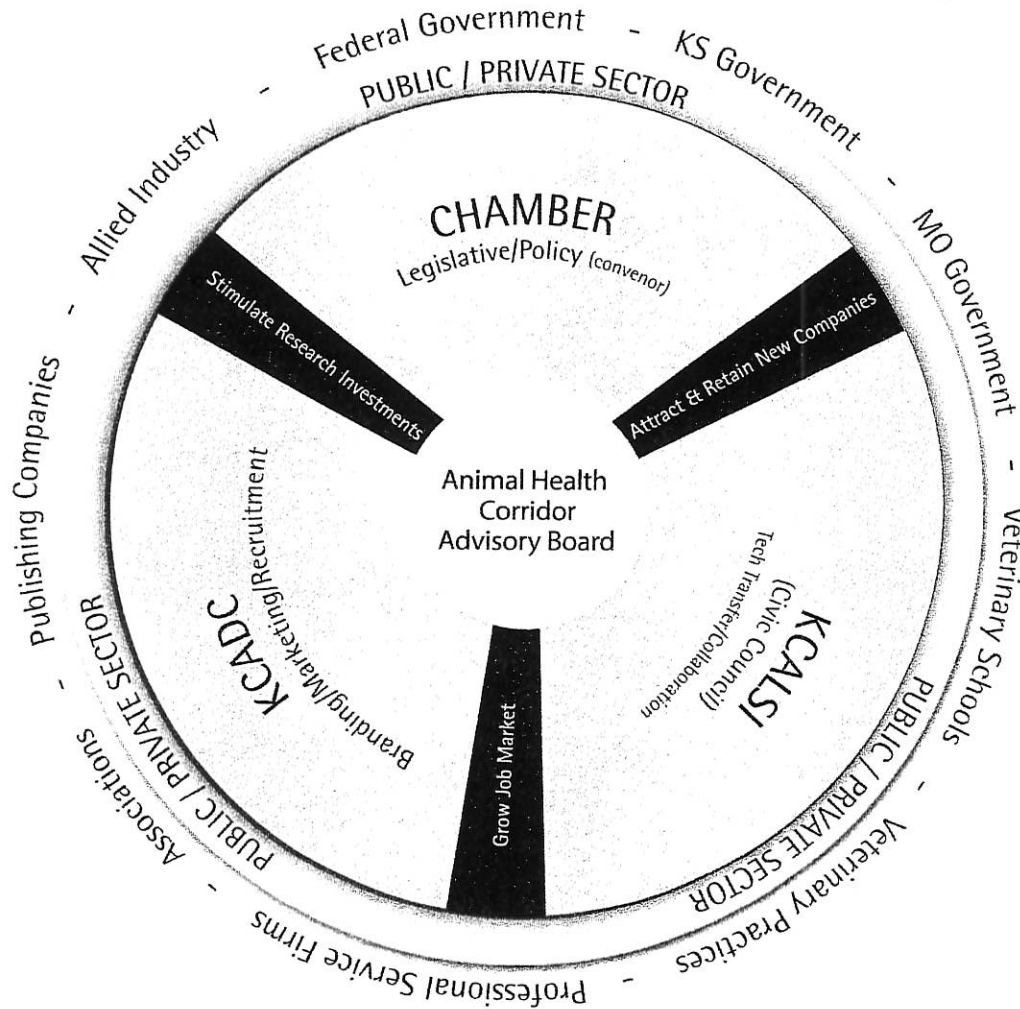 Federal Government - KS Government - MO Government - Veterinary Schools - Veterinary Practices - Professional Service Firms - Associations - Publishing Companies - Allied Industry -
PUBLIC / PRIVATE SECTOR
PUBLIC / PRIVATE SECTOR
PUBLIC / PRIVATE SECTOR
CHAMBER
Legislative/Policy (convenor)
Stimulate Research Investments
Attract & Retain New Companies
Animal Health
Corridor
Advisory Board
KCALSI
(Civic Council)
Tech Transfer/Collaboration
Grow Job Market
KCADC
Branding/Marketing/Recruitment